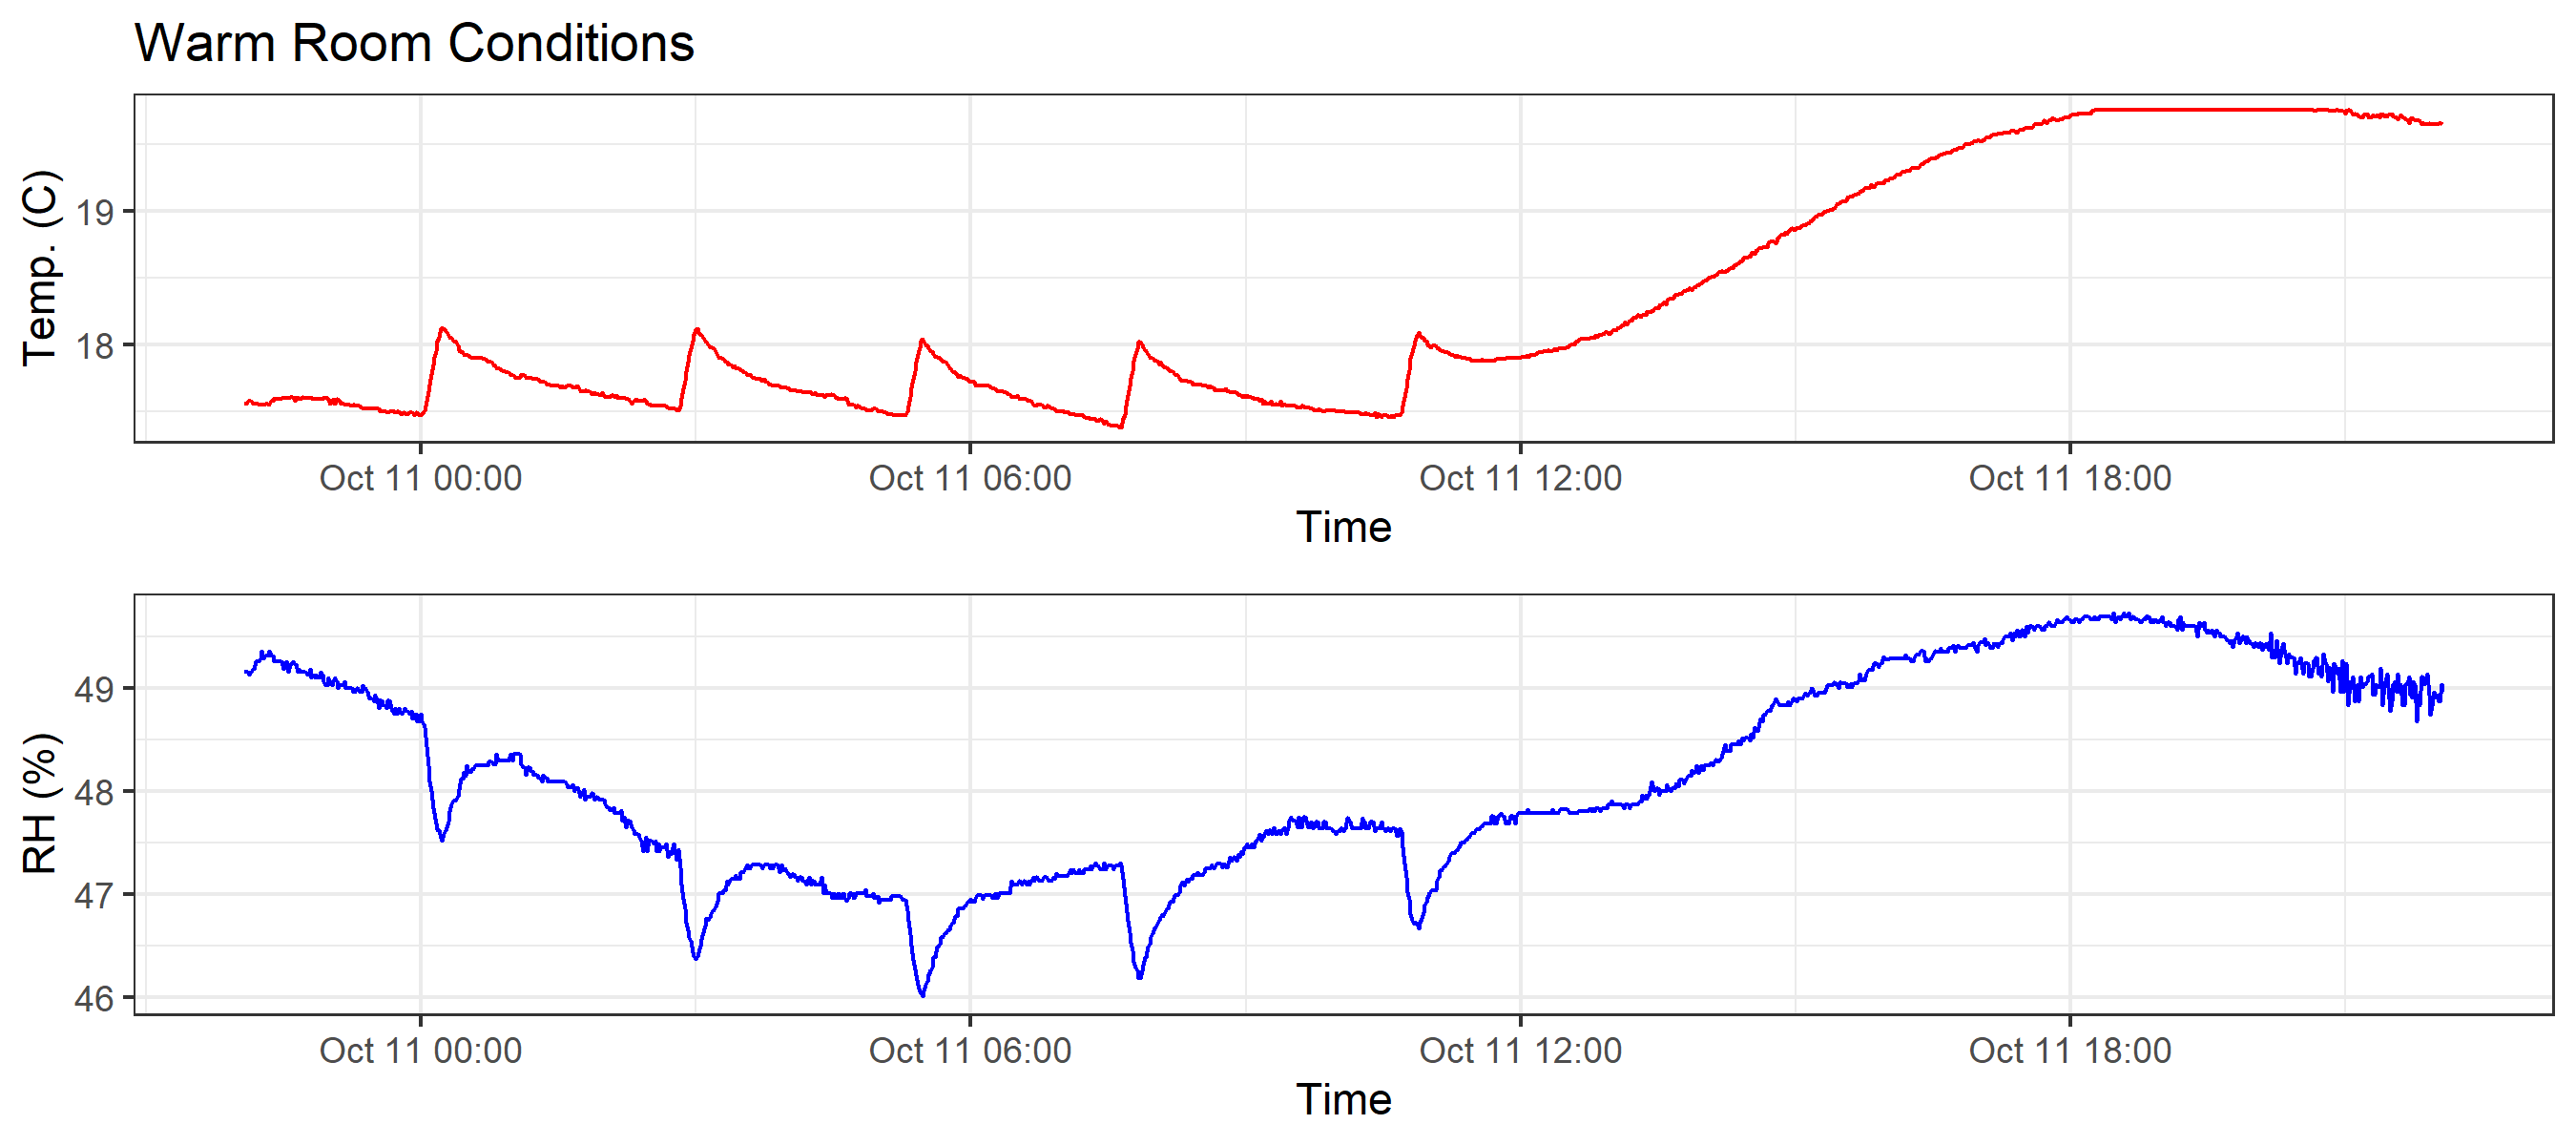 Warm Room Conditions
Temp. (C)
19
18
Oct 11 00:00 Oct 11 06:00 Oct 11 12:00 Oct 11 18:00
Time
RH (%)
49
48
47
46
Oct 11 00:00 Oct 11 06:00 Oct 11 12:00 Oct 11 18:00
Time